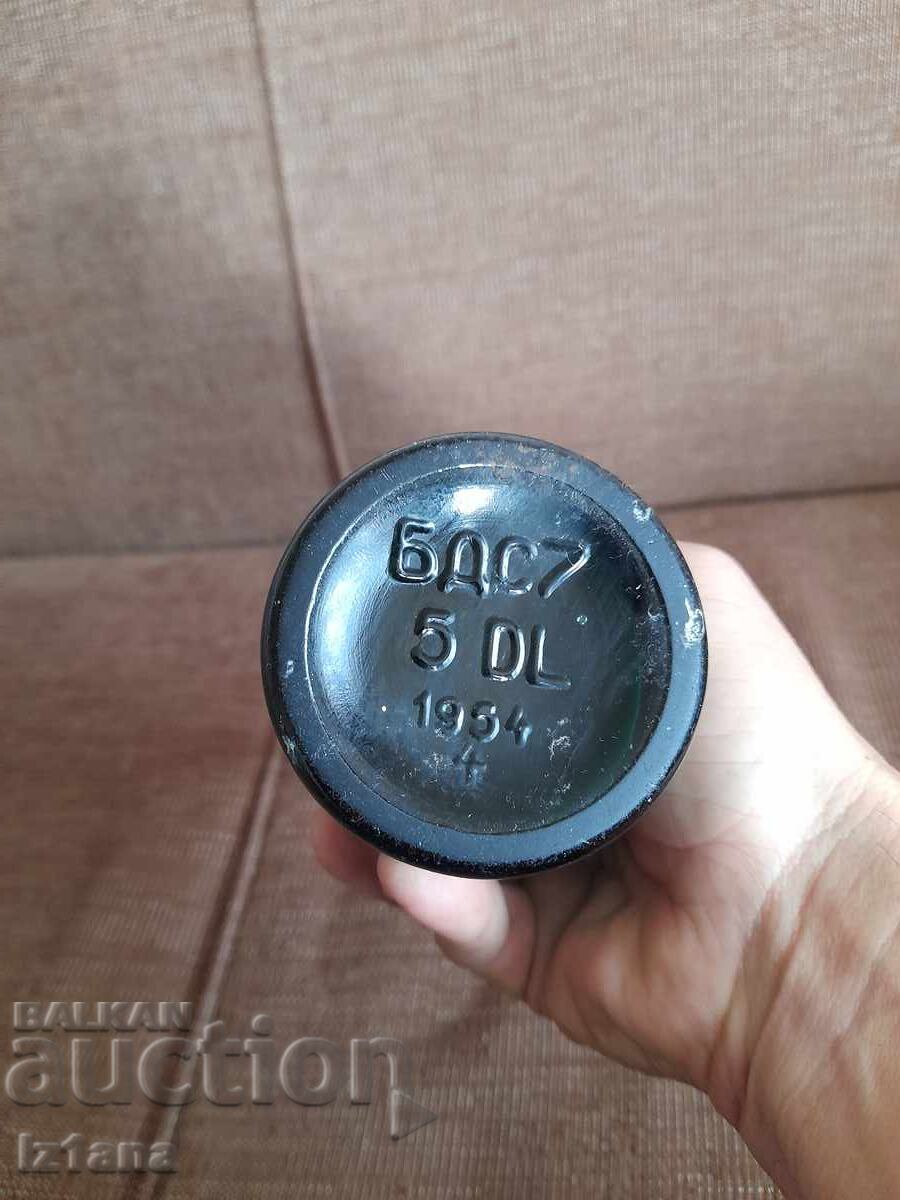 БДС7
5 DL
1954
4
BALKAN
auction
iz1ana